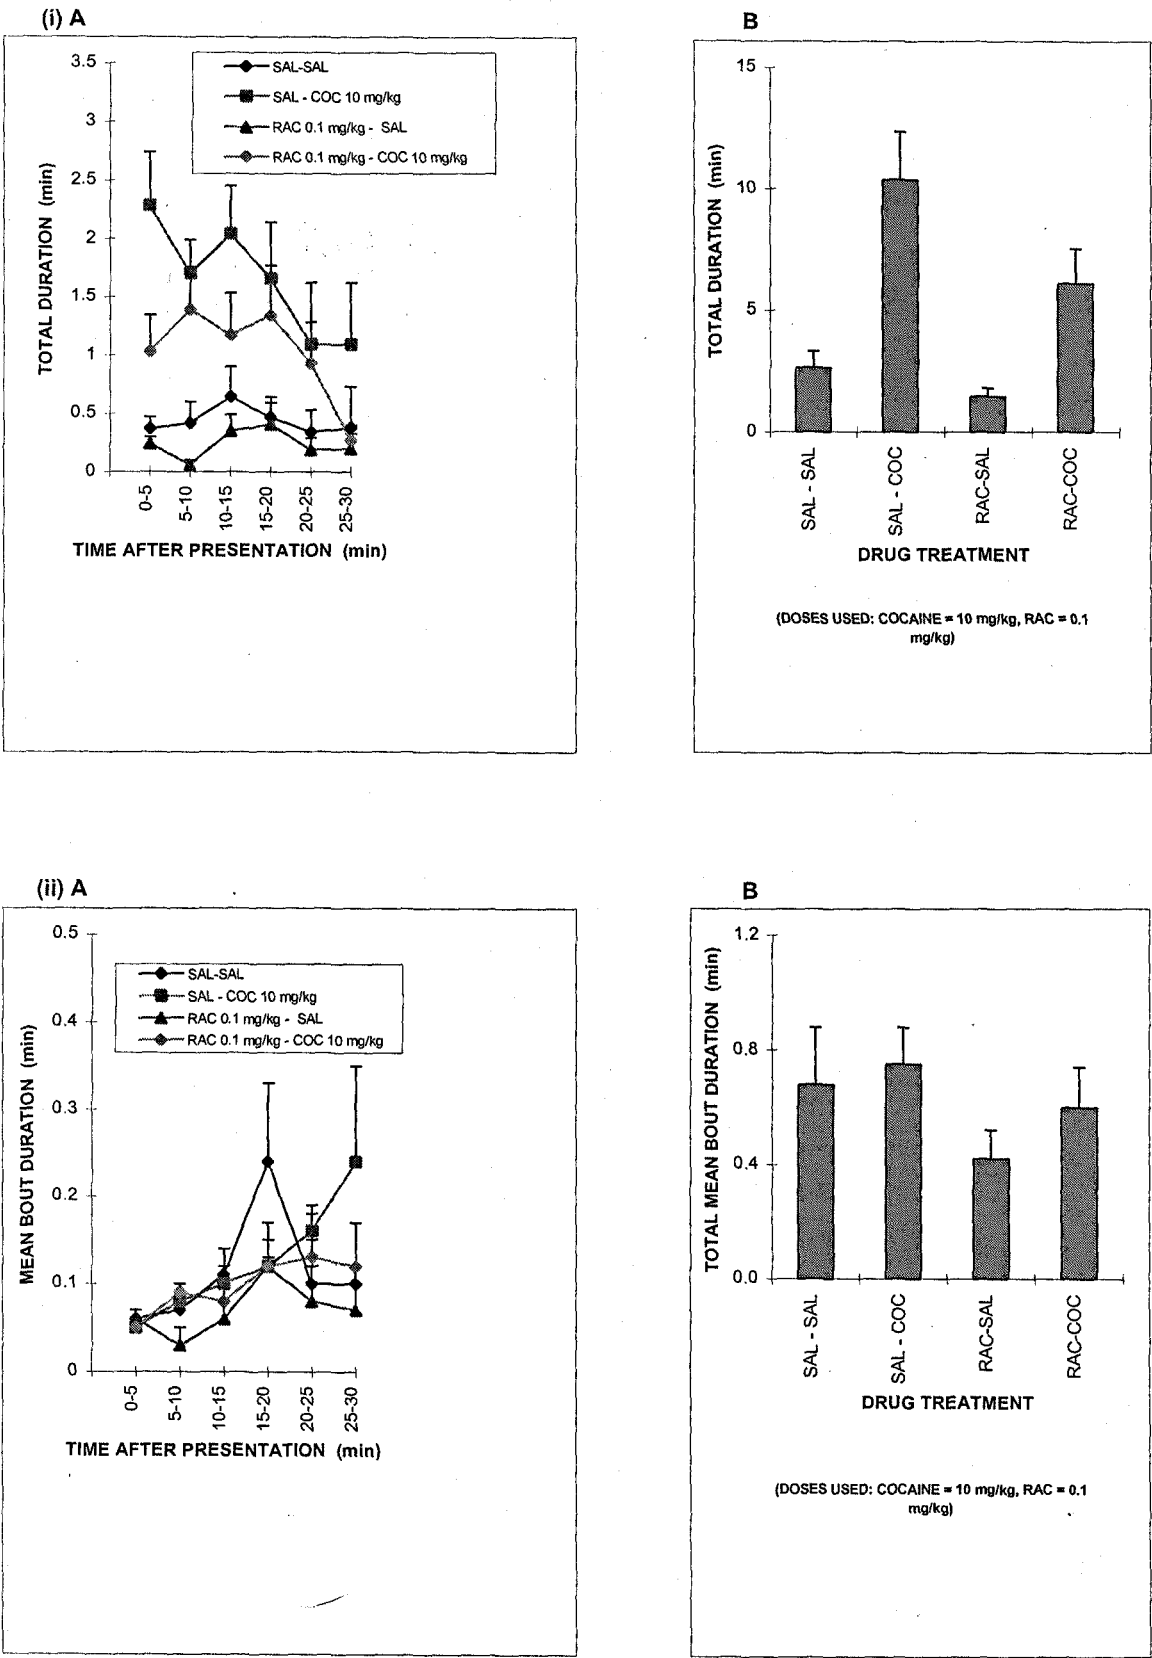 (i) A
3.5
3
2.5
2
1.5
1
0.5
0
TOTAL DURATION (min)
SAL-SAL
SAL - COC 10 mg/kg
RAC 0.1 mg/kg - SAL
RAC 0.1 mg/kg - COC 10 mg/kg
0-5
5-10
10-15
15-20
20-25
25-30
TIME AFTER PRESENTATION (min)
B
15
10
5
0
TOTAL DURATION (min)
SAL - SAL
SAL - COC
RAC-SAL
RAC-COC
DRUG TREATMENT
(DOSES USED: COCAINE = 10 mg/kg, RAC = 0.1
mg/kg)
(ii) A
0.5
0.4
0.3
0.2
0.1
0
MEAN BOUT DURATION (min)
SAL-SAL
SAL - COC 10 mg/kg
RAC 0.1 mg/kg - SAL
RAC 0.1 mg/kg - COC 10 mg/kg
0-5
5-10
10-15
15-20
20-25
25-30
TIME AFTER PRESENTATION (min)
B
1.2
0.8
0.4
0.0
TOTAL MEAN BOUT DURATION (min)
SAL - SAL
SAL - COC
RAC-SAL
RAC-COC
DRUG TREATMENT
(DOSES USED: COCAINE = 10 mg/kg, RAC = 0.1
mg/kg)